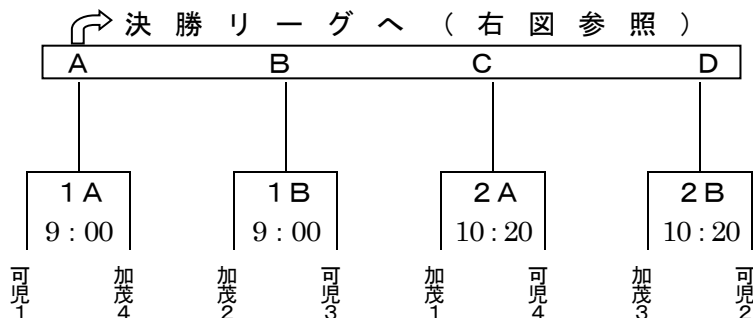 決勝リーグへ(右図参照)
A B C D
1A 1B 2A 2B
9:00 9:00 10:20 10:20
可児1 加茂4 加茂2 可児3 加茂1 可児4 加茂3 可児2